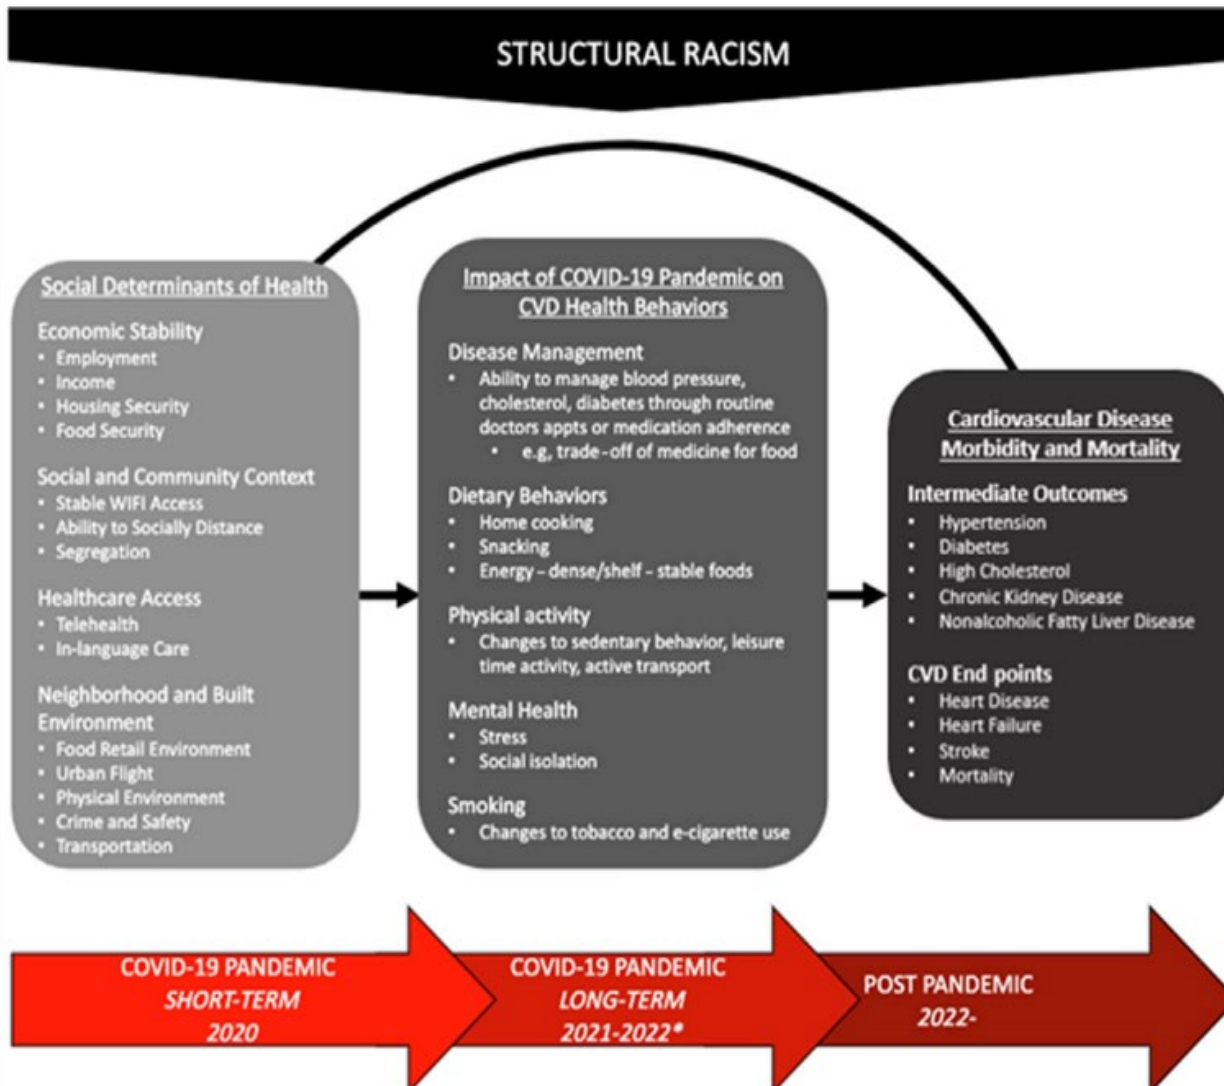 STRUCTURAL RACISM
Social Determinants of Health
Economic Stability
• Employment
• Income
• Housing Security
• Food Security
Social and Community Context
• Stable WIFI Access
• Ability to Socially Distance
• Segregation
Healthcare Access
• Telehealth
• In-language Care
Neighborhood and Built
Environment
• Food Retail Environment
• Urban Flight
• Physical Environment
• Crime and Safety
• Transportation
Impact of COVID-19 Pandemic on
CVD Health Behaviors
Disease Management
• Ability to manage blood pressure,
cholesterol, diabetes through routine
doctors appts or medication adherence
• e.g, trade-off of medicine for food
Dietary Behaviors
• Home cooking
• Snacking
• Energy – dense/shelf – stable foods
Physical activity
• Changes to sedentary behavior, leisure
time activity, active transport
Mental Health
• Stress
• Social isolation
Smoking
• Changes to tobacco and e-cigarette use
Cardiovascular Disease
Morbidity and Mortality
Intermediate Outcomes
• Hypertension
• Diabetes
• High Cholesterol
• Chronic Kidney Disease
• Nonalcoholic Fatty Liver Disease
CVD End points
• Heart Disease
• Heart Failure
• Stroke
• Mortality
COVID-19 PANDEMIC
SHORT-TERM
2020
COVID-19 PANDEMIC
LONG-TERM
2021-2022*
POST PANDEMIC
2022-